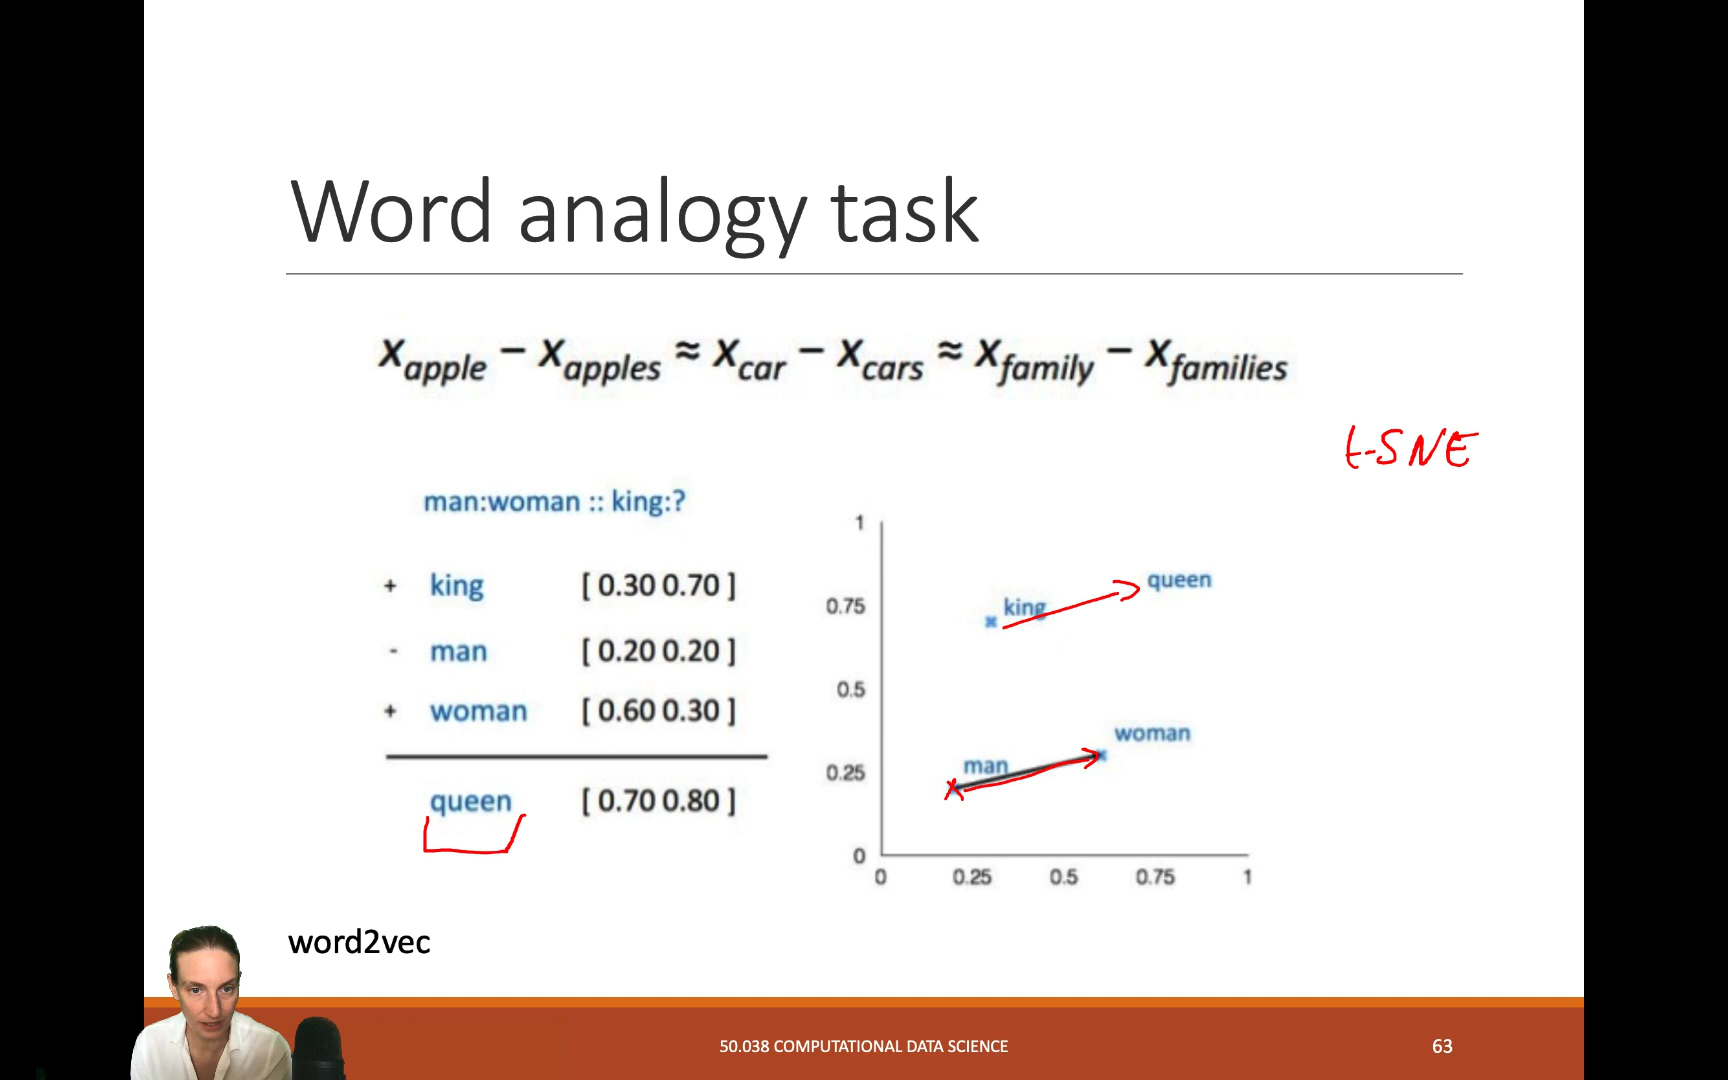 Word analogy task
x_apple − x_apples ≈ x_car − x_cars ≈ x_family − x_families
t-SNE
man:woman :: king:?
+ king [ 0.30 0.70 ]
- man [ 0.20 0.20 ]
+ woman [ 0.60 0.30 ]
queen [ 0.70 0.80 ]
1
0.75
0.5
0.25
0
0 0.25 0.5 0.75 1
queen
king
woman
man
word2vec
50.038 COMPUTATIONAL DATA SCIENCE
63